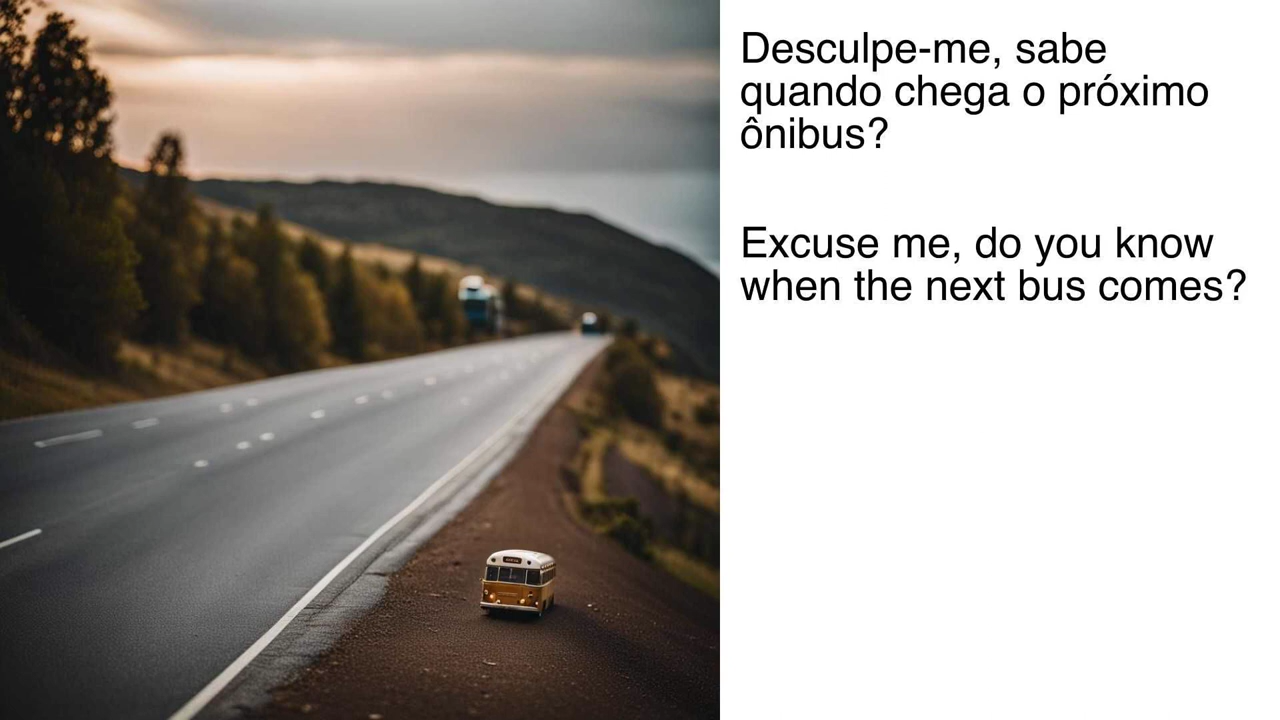 Desculpe-me, sabe
quando chega o próximo
ônibus?
Excuse me, do you know
when the next bus comes?